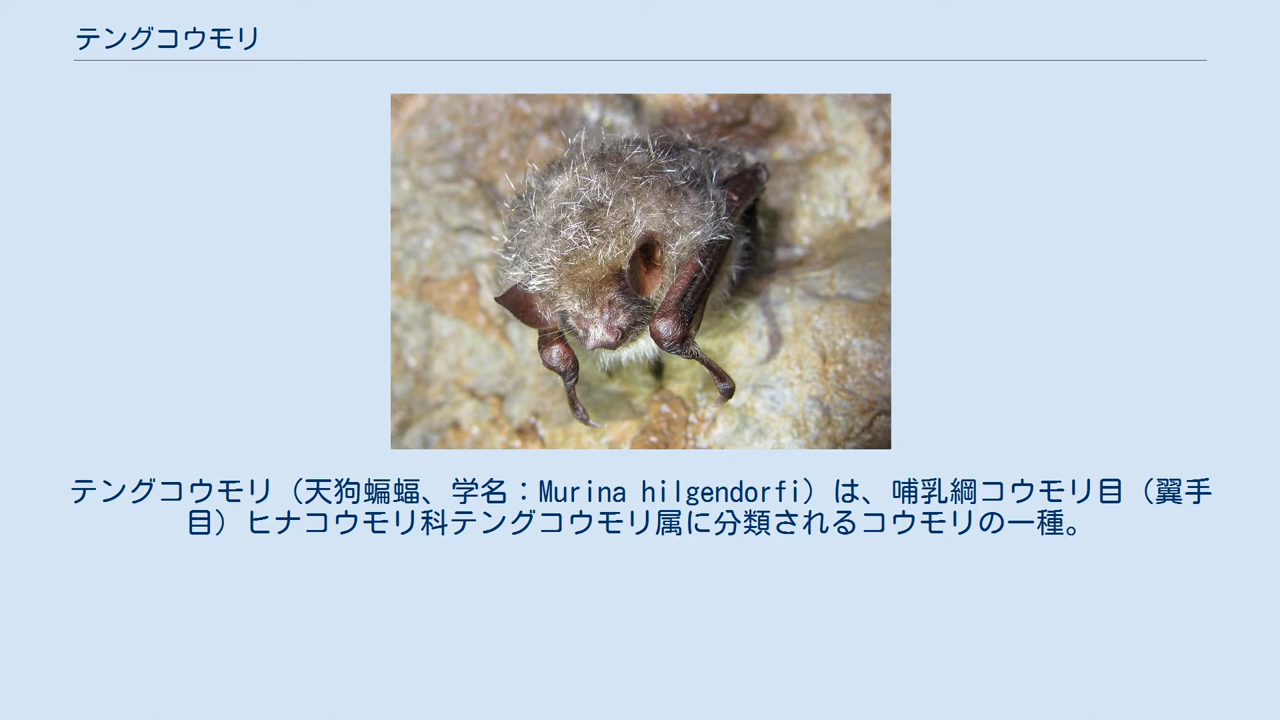 テングコウモリ
テングコウモリ（天狗蝙蝠、学名：Murina hilgendorfi）は、哺乳綱コウモリ目（翼手
目）ヒナコウモリ科テングコウモリ属に分類されるコウモリの一種。